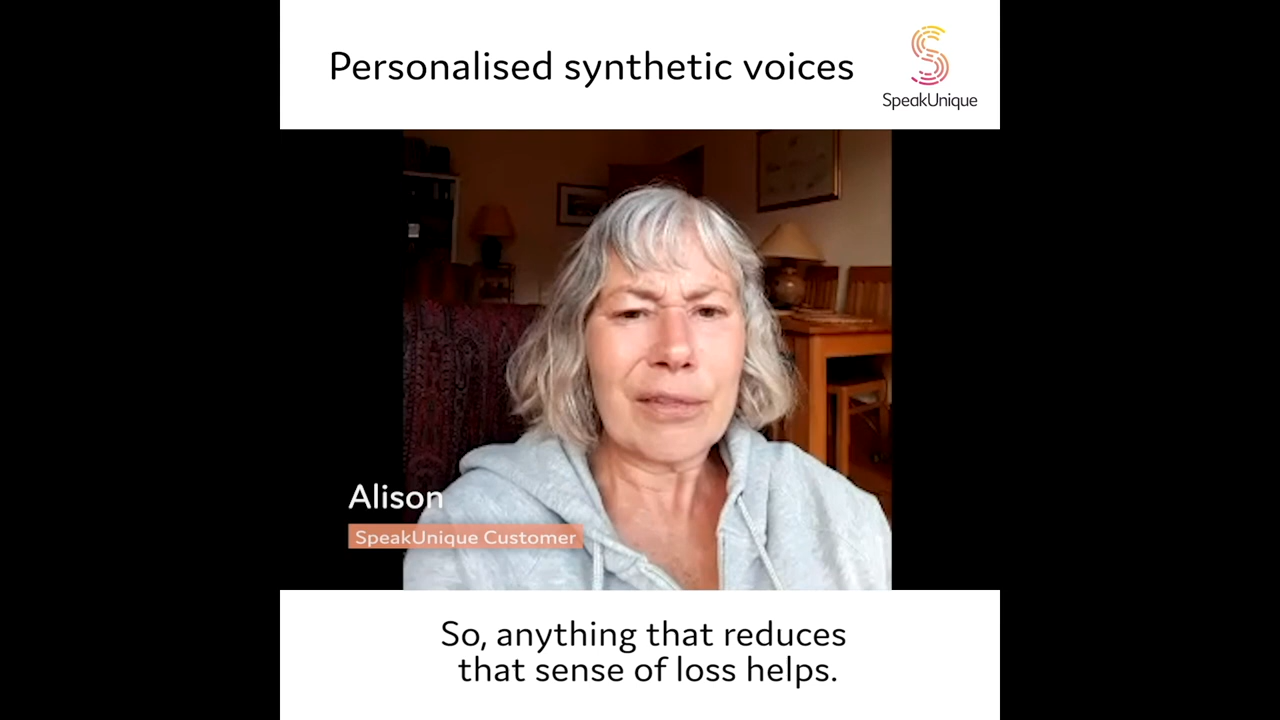 Personalised synthetic voices
SpeakUnique
Alison
SpeakUnique Customer
So, anything that reduces
that sense of loss helps.